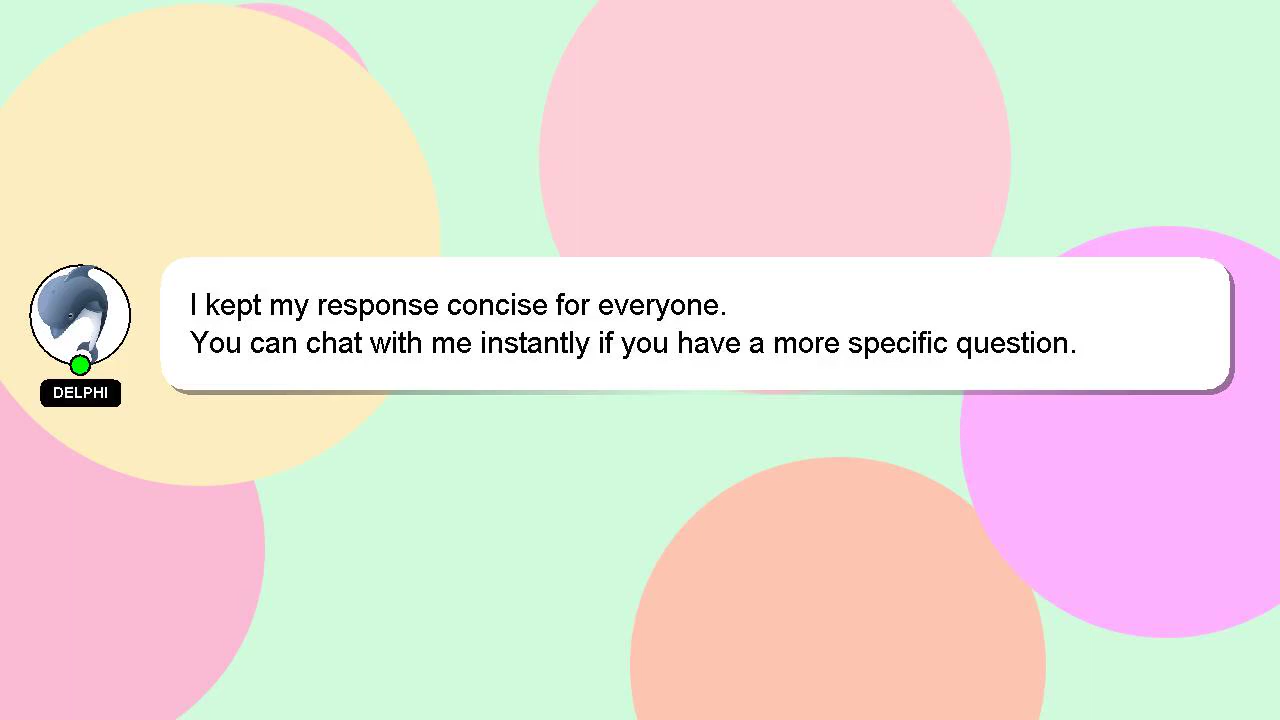 I kept my response concise for everyone.
You can chat with me instantly if you have a more specific question.
DELPHI